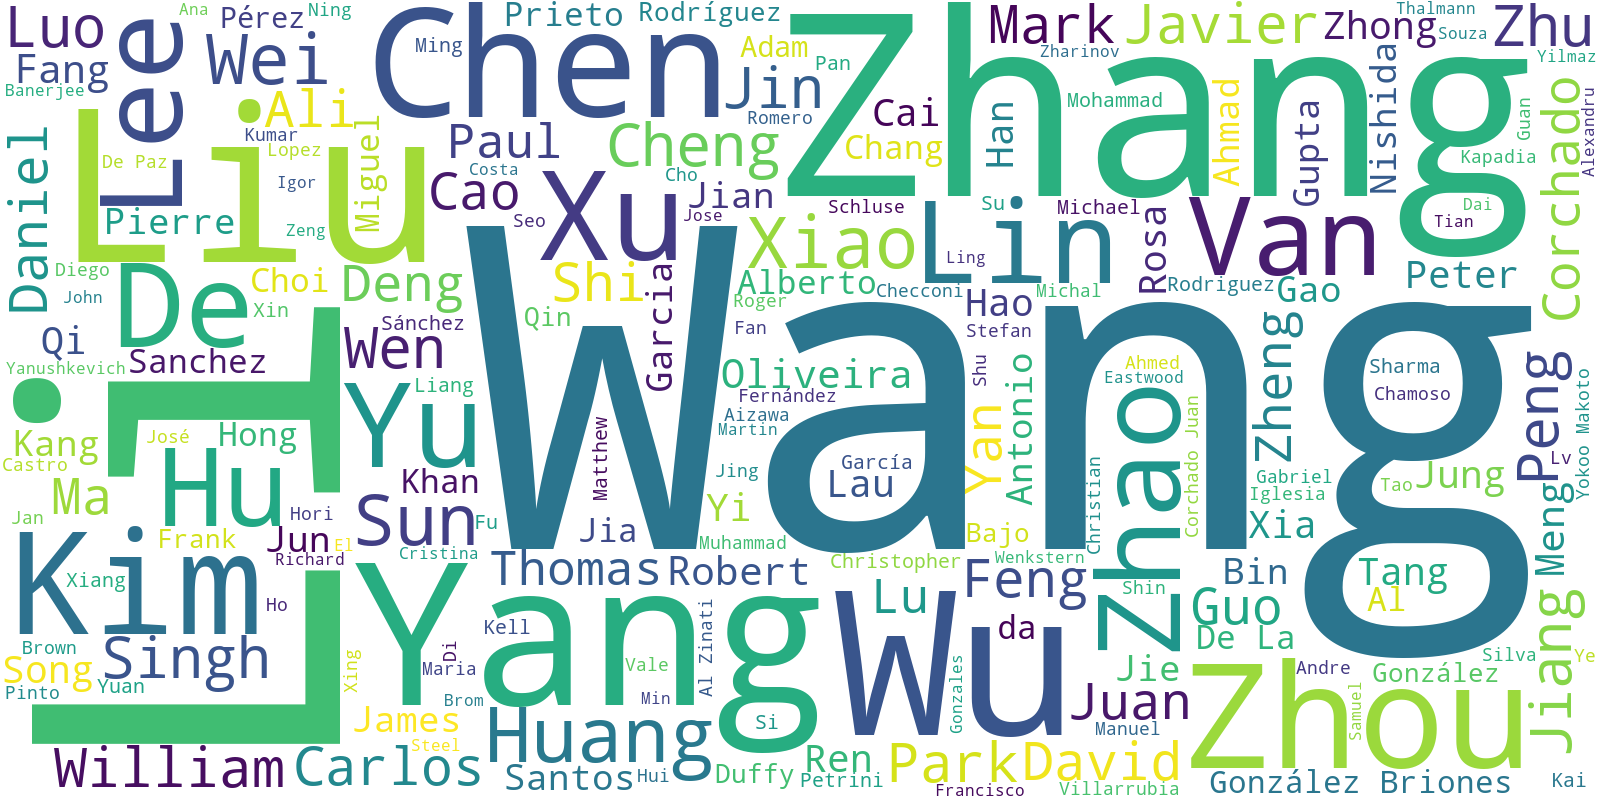 Wang
Zhang
Li
Chen
Liu
Yang
Wu
Zhou
Kim
Lee
De
Xu
Hu
Yu
Lin
Van
Zhao
Huang
Sun
Xiao
Cheng
Luo
Fang
Banerjee
Ana
Pérez
Ning
Wei
Ming
Prieto
Rodríguez
Adam
Pan
Jin
Romero
Mark
Javier
Zharinov
Zhong
Thalmann
Souza
Zhu
Yilmaz
Ali
Kumar
Lopez
De Paz
Igor
Miguel
Daniel
Pierre
Zeng
Paul
Costa
Cao
Seo
Cho
Jian
Jose
Cai
Chang
Han
Mohammad
Ahmad
Gupta
Nishida
Guan
Kapadia
Alexandru
Dai
Tian
Corchado
Schluse
Su
Michael
Rosa
Ling
Peter
Rodriguez
Gao
Diego
John
Choi
Xin
Deng
Shi
Qin
Garcia
Alberto
Roger
Fan
Checconi
Hao
Stefan
Michal
Qi
Yanushkevich
Sanchez
Sánchez
Wen
Liang
Oliveira
Fernández
Aizawa
Martin
Shu
Antonio
Ahmed
Eastwood
Zheng
Sharma
Chamoso
Peng
Yokoo Makoto
Kang
Castro
José
Hong
Khan
Matthew
Jing
García
Lau
Yan
Corchado Juan
Gabriel
Iglesia
Tao
Jung
Lv
Ma
Jan
Hori
Frank
Jun
El
Richard
Fu
Cristina
Jia
Yi
Muhammad
Bajo
Christian
Xia
Meng
Xiang
Ho
Thomas
Robert
Christopher
Wenkstern
Feng
Lu
Shin
Bin
Tang
Al
Guo
da
Brown
Song
Pinto
Yuan
Singh
Xing
Di
Kell
Maria
Brom
Vale
Min
Al Zinati
Si
Gonzales
Juan
Manuel
Jie
De La
Andre
González
Silva
Ye
Jiang
Samuel
William
Carlos
James
Steel
Santos
Hui
Duffy
Ren
Petrini
Park
David
Francisco
Villarrubia
González Briones
Kai